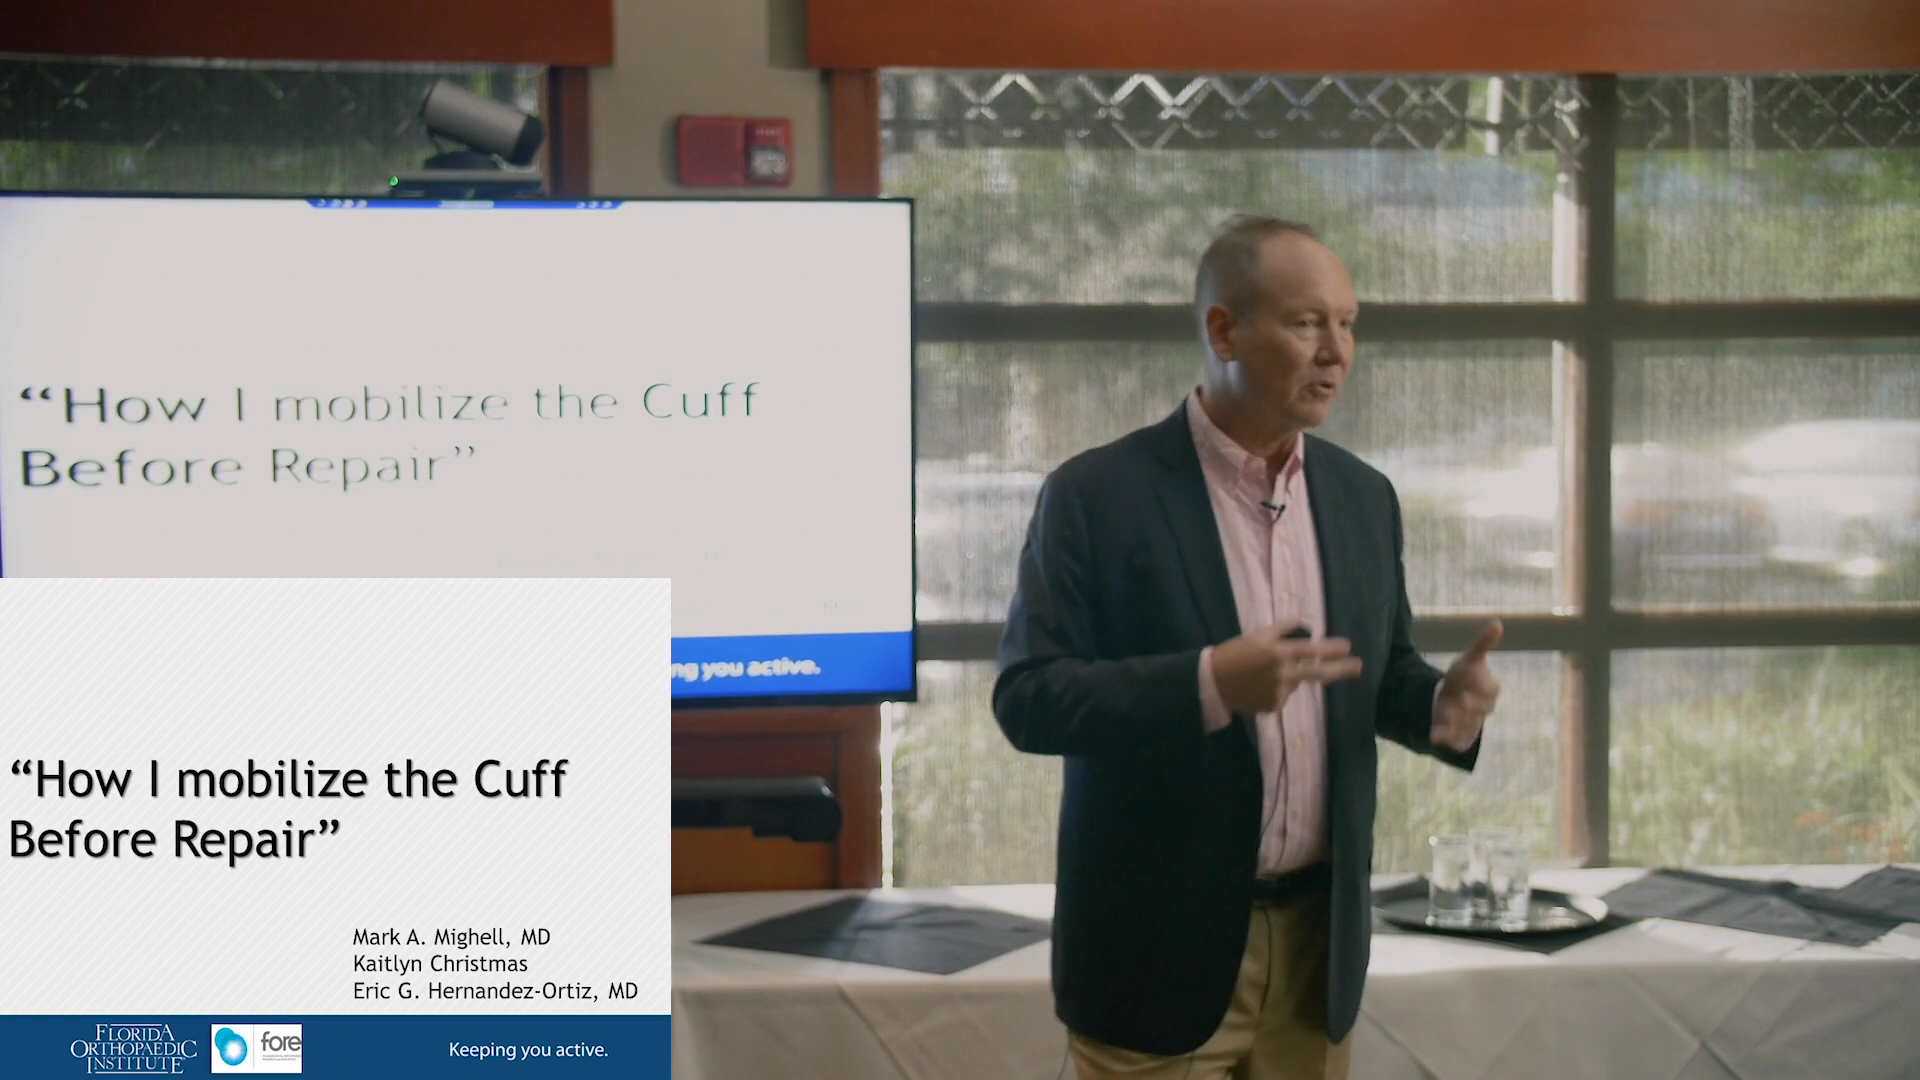 “How I mobilize the Cuff
Before Repair”
ng you active.
“How I mobilize the Cuff
Before Repair”
Mark A. Mighell, MD
Kaitlyn Christmas
Eric G. Hernandez-Ortiz, MD
FLORIDA
ORTHOPAEDIC
INSTITUTE
fore
Keeping you active.